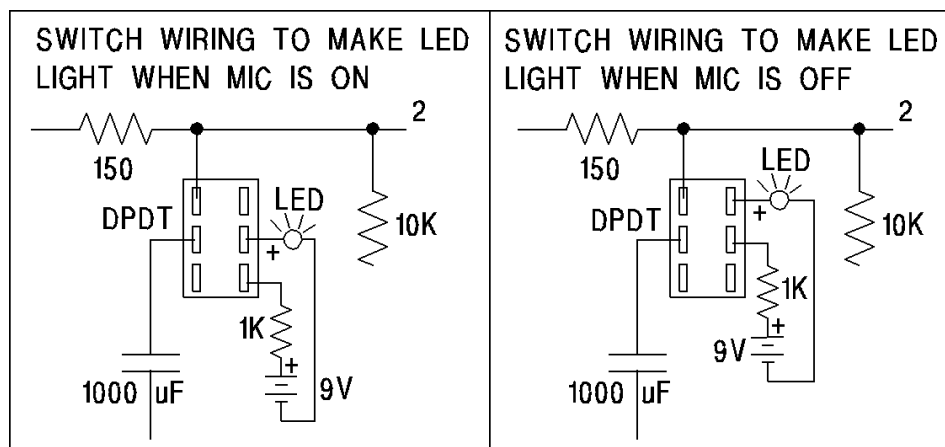 SWITCH WIRING TO MAKE LED
LIGHT WHEN MIC IS ON
2
150
LED
DPDT
+
10K
1K
+
1000 uF
9V
SWITCH WIRING TO MAKE LED
LIGHT WHEN MIC IS OFF
2
150
LED
DPDT
+
10K
1K
+
9V
1000 uF